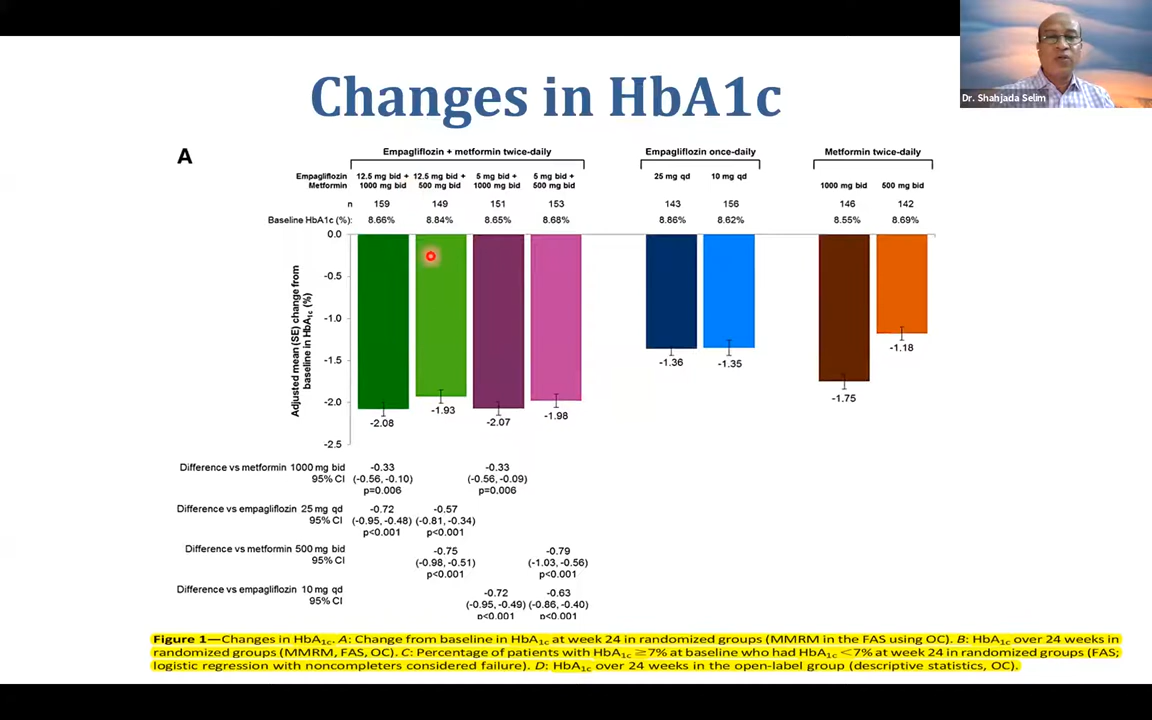 Dr. Shahjada Selim
Changes in HbA1c
A
Empagliflozin + metformin twice-daily
Empagliflozin once-daily
Metformin twice-daily
Empagliflozin 12.5 mg bid + 12.5 mg bid + 5 mg bid + 5 mg bid + 25 mg qd 10 mg qd
Metformin 1000 mg bid 500 mg bid 1000 mg bid 500 mg bid 1000 mg bid 500 mg bid
n 159 149 151 153 143 156 146 142
Baseline HbA1c (%): 8.66% 8.84% 8.65% 8.68% 8.86% 8.62% 8.55% 8.69%
0.0
-0.5
-1.0
-1.5
-2.0
-2.5
Adjusted mean (SE) change from
baseline in HbA1c (%)
-2.08
-1.93
-2.07
-1.98
-1.36
-1.35
-1.75
-1.18
Difference vs metformin 1000 mg bid -0.33 -0.33
95% CI (-0.56, -0.10) (-0.56, -0.09)
p=0.006 p=0.006
Difference vs empagliflozin 25 mg qd -0.72 -0.57
95% CI (-0.95, -0.48) (-0.81, -0.34)
p<0.001 p<0.001
Difference vs metformin 500 mg bid -0.75 -0.79
95% CI (-0.98, -0.51) (-1.03, -0.56)
p<0.001 p<0.001
Difference vs empagliflozin 10 mg qd -0.72 -0.63
95% CI (-0.95, -0.49) (-0.86, -0.40)
p<0.001 p<0.001
Figure 1—Changes in HbA1c. A: Change from baseline in HbA1c at week 24 in randomized groups (MMRM in the FAS using OC). B: HbA1c over 24 weeks in
randomized groups (MMRM, FAS, OC). C: Percentage of patients with HbA1c ≥7% at baseline who had HbA1c <7% at week 24 in randomized groups (FAS;
logistic regression with noncompleters considered failure). D: HbA1c over 24 weeks in the open-label group (descriptive statistics, OC).